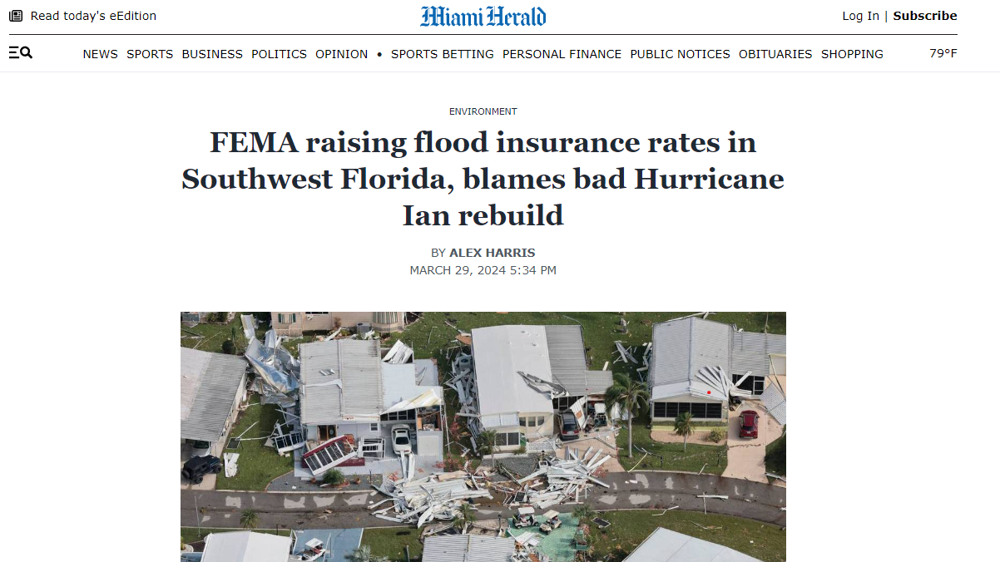 Read today's eEdition
Miami Herald
Log In | Subscribe
NEWS SPORTS BUSINESS POLITICS OPINION • SPORTS BETTING PERSONAL FINANCE PUBLIC NOTICES OBITUARIES SHOPPING 79°F
ENVIRONMENT
FEMA raising flood insurance rates in
Southwest Florida, blames bad Hurricane
Ian rebuild
BY ALEX HARRIS
MARCH 29, 2024 5:34 PM